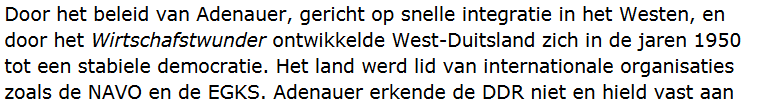 Door het beleid van Adenauer, gericht op snelle integratie in het Westen, en
door het Wirtschafstwunder ontwikkelde West-Duitsland zich in de jaren 1950
tot een stabiele democratie. Het land werd lid van internationale organisaties
zoals de NAVO en de EGKS. Adenauer erkende de DDR niet en hield vast aan